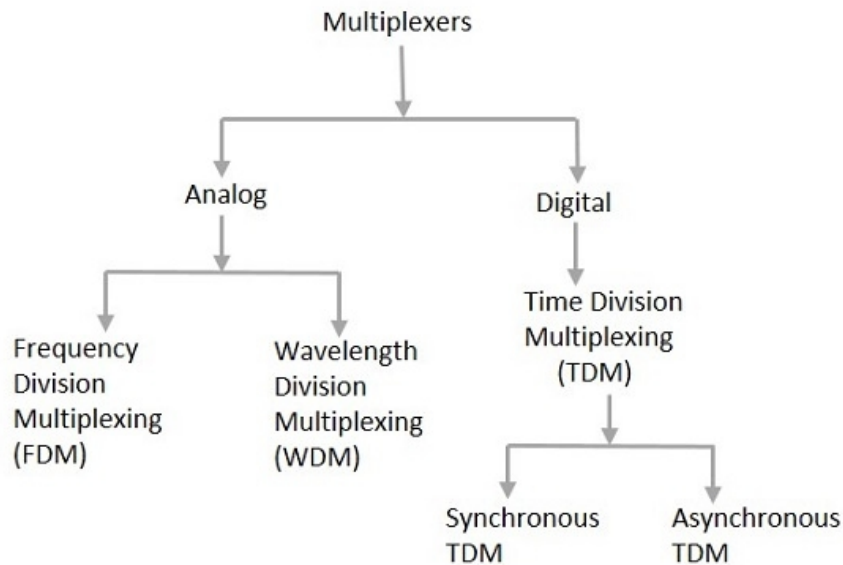 Multiplexers
Analog
Digital
Frequency
Division
Multiplexing
(FDM)
Wavelength
Division
Multiplexing
(WDM)
Time Division
Multiplexing
(TDM)
Synchronous
TDM
Asynchronous
TDM